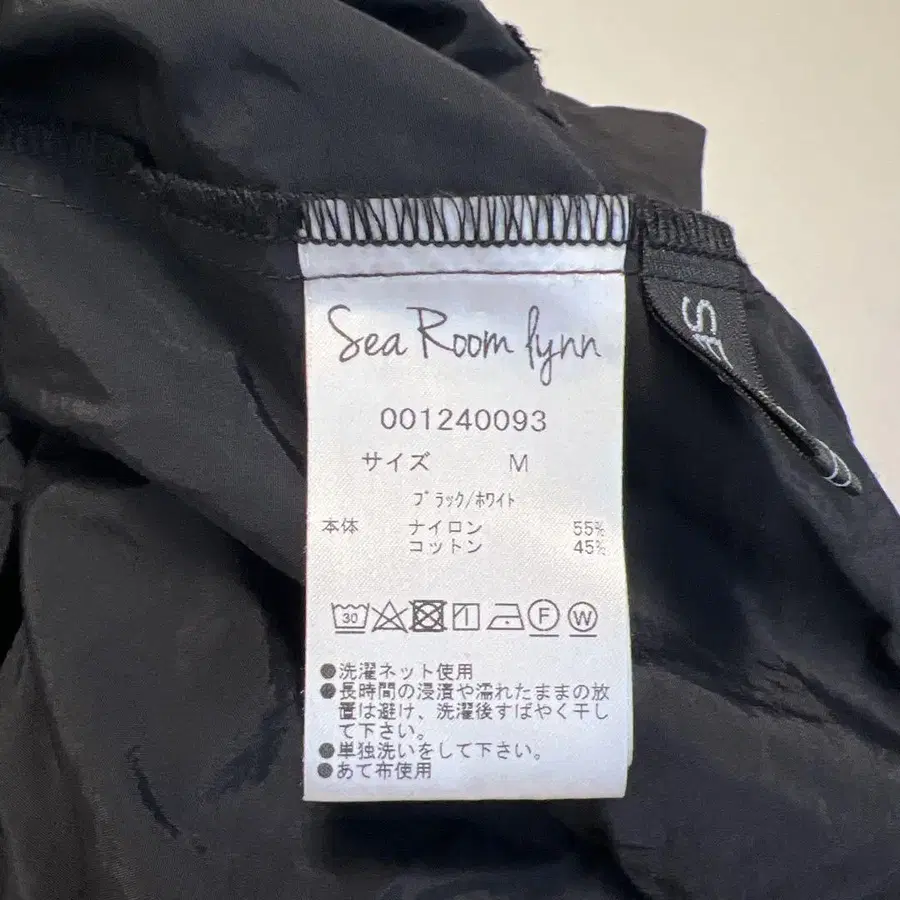 Sea Room lynn
001240093
サイズ M
ブラック/ホワイト
本体 ナイロン 55%
コットン 45%
30 F W
●洗濯ネット使用
●長時間の浸漬や濡れたままの放
置は避け、洗濯後すばやく干し
て下さい。
●単独洗いをして下さい。
●あて布使用